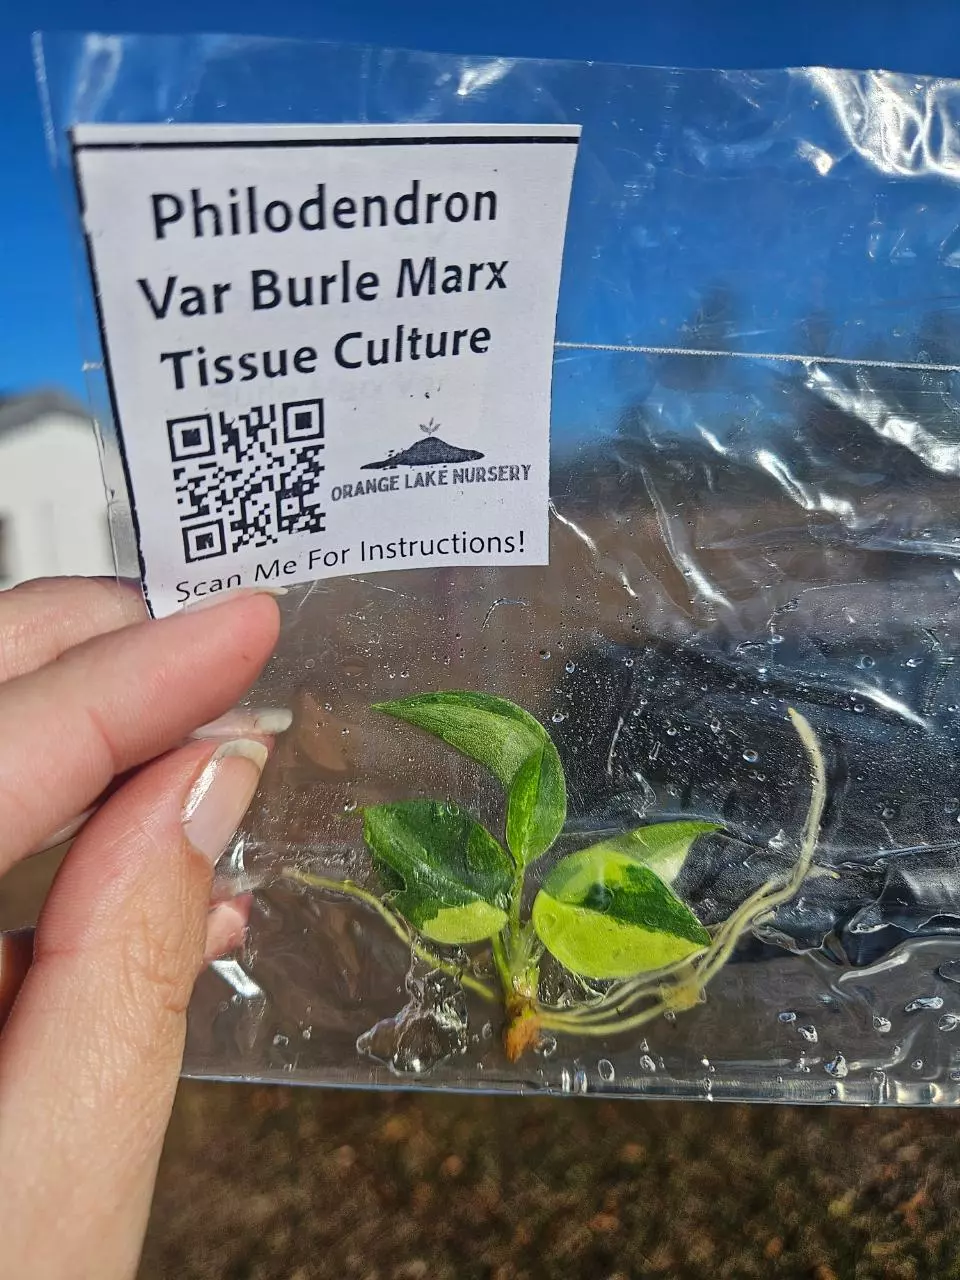 Philodendron
Var Burle Marx
Tissue Culture
ORANGE LAKE NURSERY
Scan Me For Instructions!